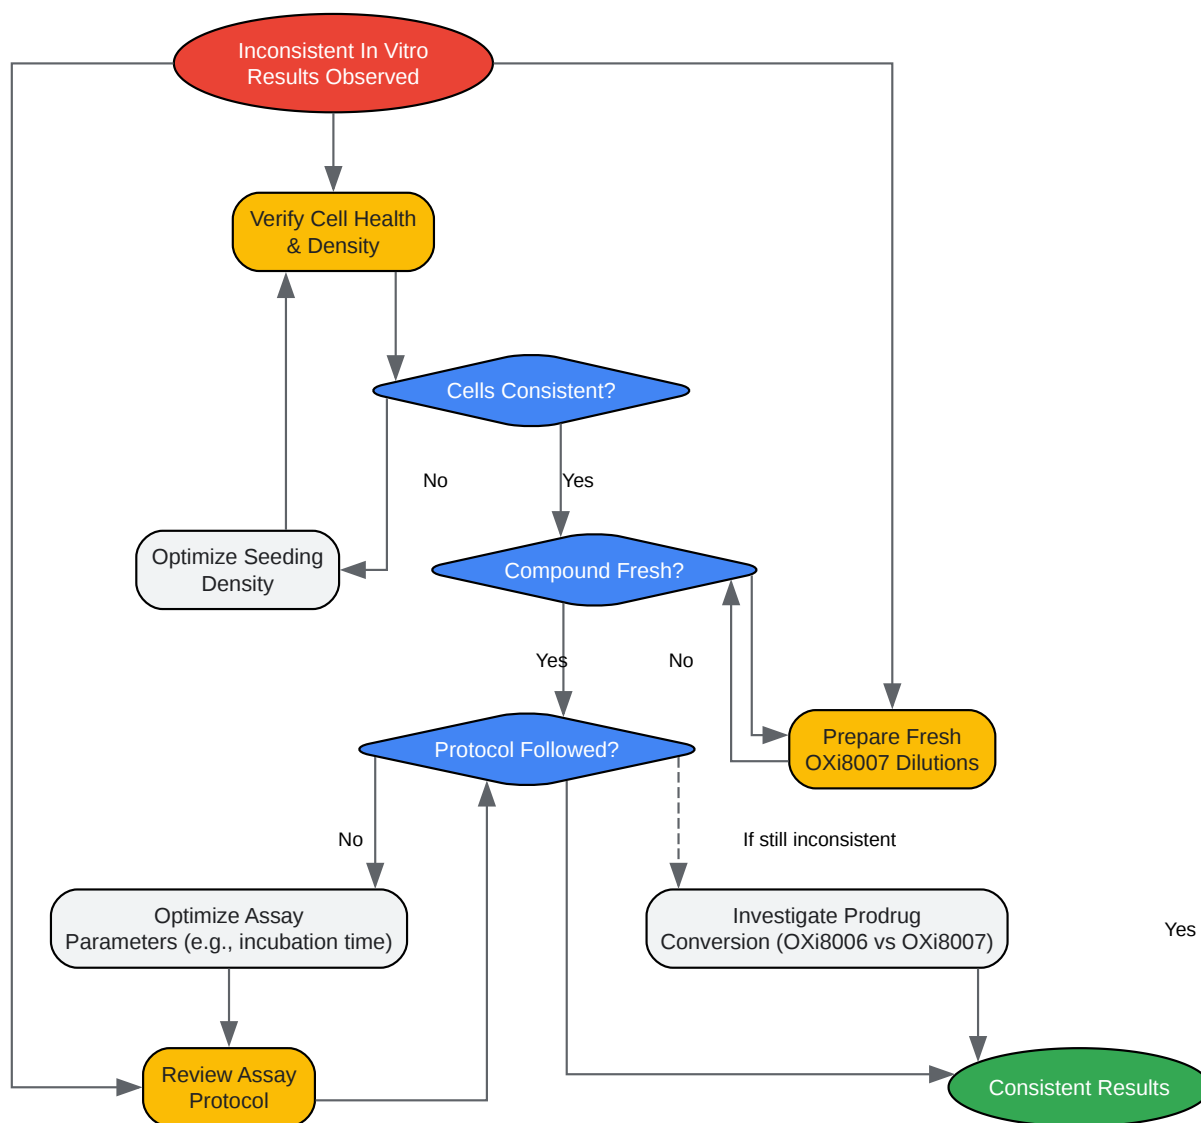 Inconsistent In Vitro
Results Observed
Verify Cell Health
& Density
Cells Consistent?
No
Yes
Optimize Seeding
Density
Compound Fresh?
Yes
No
Prepare Fresh
OXi8007 Dilutions
Protocol Followed?
No
If still inconsistent
Optimize Assay
Parameters (e.g., incubation time)
Investigate Prodrug
Conversion (OXi8006 vs OXi8007)
Yes
Review Assay
Protocol
Consistent Results